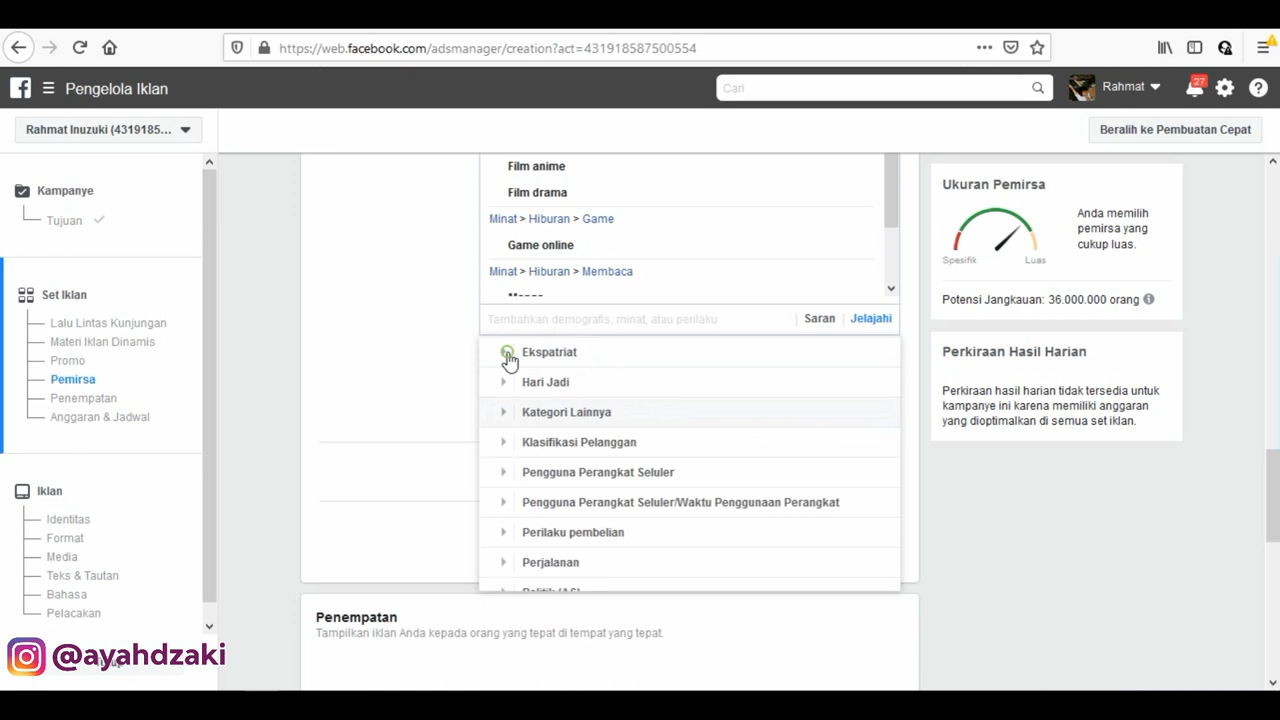 https://web.facebook.com/adsmanager/creation?act=431918587500554
Pengelola Iklan
Cari
Rahmat
27
Rahmat Inuzuki (4319185...
Beralih ke Pembuatan Cepat
Kampanye
Tujuan
Set Iklan
Lalu Lintas Kunjungan
Materi Iklan Dinamis
Promo
Pemirsa
Penempatan
Anggaran & Jadwal
Iklan
Identitas
Format
Media
Teks & Tautan
Bahasa
Pelacakan
@ayahdzaki
Film anime
Film drama
Minat > Hiburan > Game
Game online
Minat > Hiburan > Membaca
Tambahkan demografis, minat, atau perilaku
Saran
Jelajahi
Ekspatriat
Hari Jadi
Kategori Lainnya
Klasifikasi Pelanggan
Pengguna Perangkat Seluler
Pengguna Perangkat Seluler/Waktu Penggunaan Perangkat
Perilaku pembelian
Perjalanan
Politik (AS)
Penempatan
Tampilkan iklan Anda kepada orang yang tepat di tempat yang tepat.
Ukuran Pemirsa
Spesifik
Luas
Anda memilih
pemirsa yang
cukup luas.
Potensi Jangkauan: 36.000.000 orang
Perkiraan Hasil Harian
Perkiraan hasil harian tidak tersedia untuk
kampanye ini karena memiliki anggaran
yang dioptimalkan di semua set iklan.